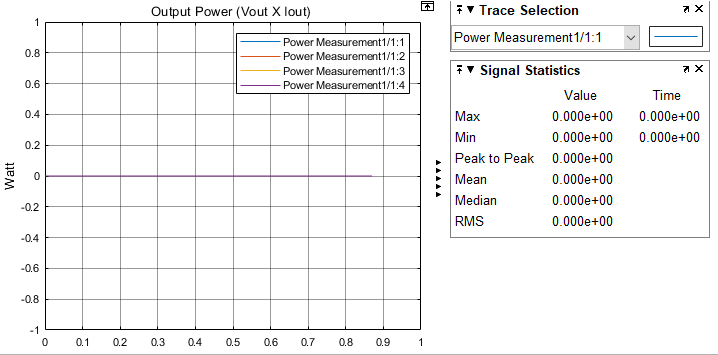 Output Power (Vout X Iout)
Power Measurement1/1:1
Power Measurement1/1:2
Power Measurement1/1:3
Power Measurement1/1:4
Watt
1
0.8
0.6
0.4
0.2
0
-0.2
-0.4
-0.6
-0.8
-1
0 0.1 0.2 0.3 0.4 0.5 0.6 0.7 0.8 0.9 1
Trace Selection
Power Measurement1/1:1
Signal Statistics
Value Time
Max 0.000e+00 0.000e+00
Min 0.000e+00 0.000e+00
Peak to Peak 0.000e+00
Mean 0.000e+00
Median 0.000e+00
RMS 0.000e+00